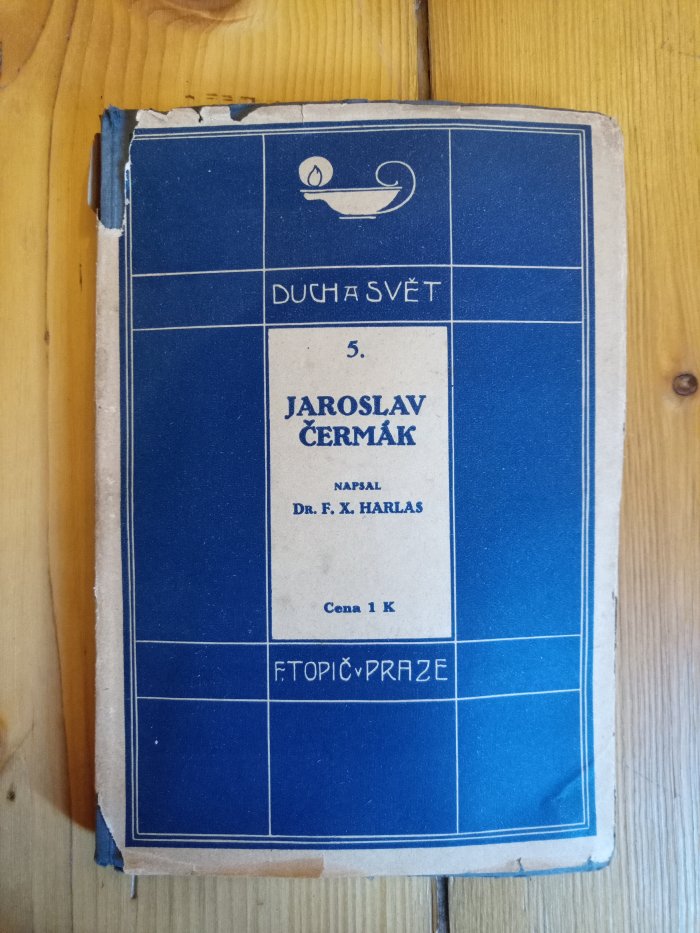 DUCH A SVĚT
5.
JAROSLAV
ČERMÁK
NAPSAL
DR. F. X. HARLAS
Cena 1 K
F. TOPIČ V PRAZE